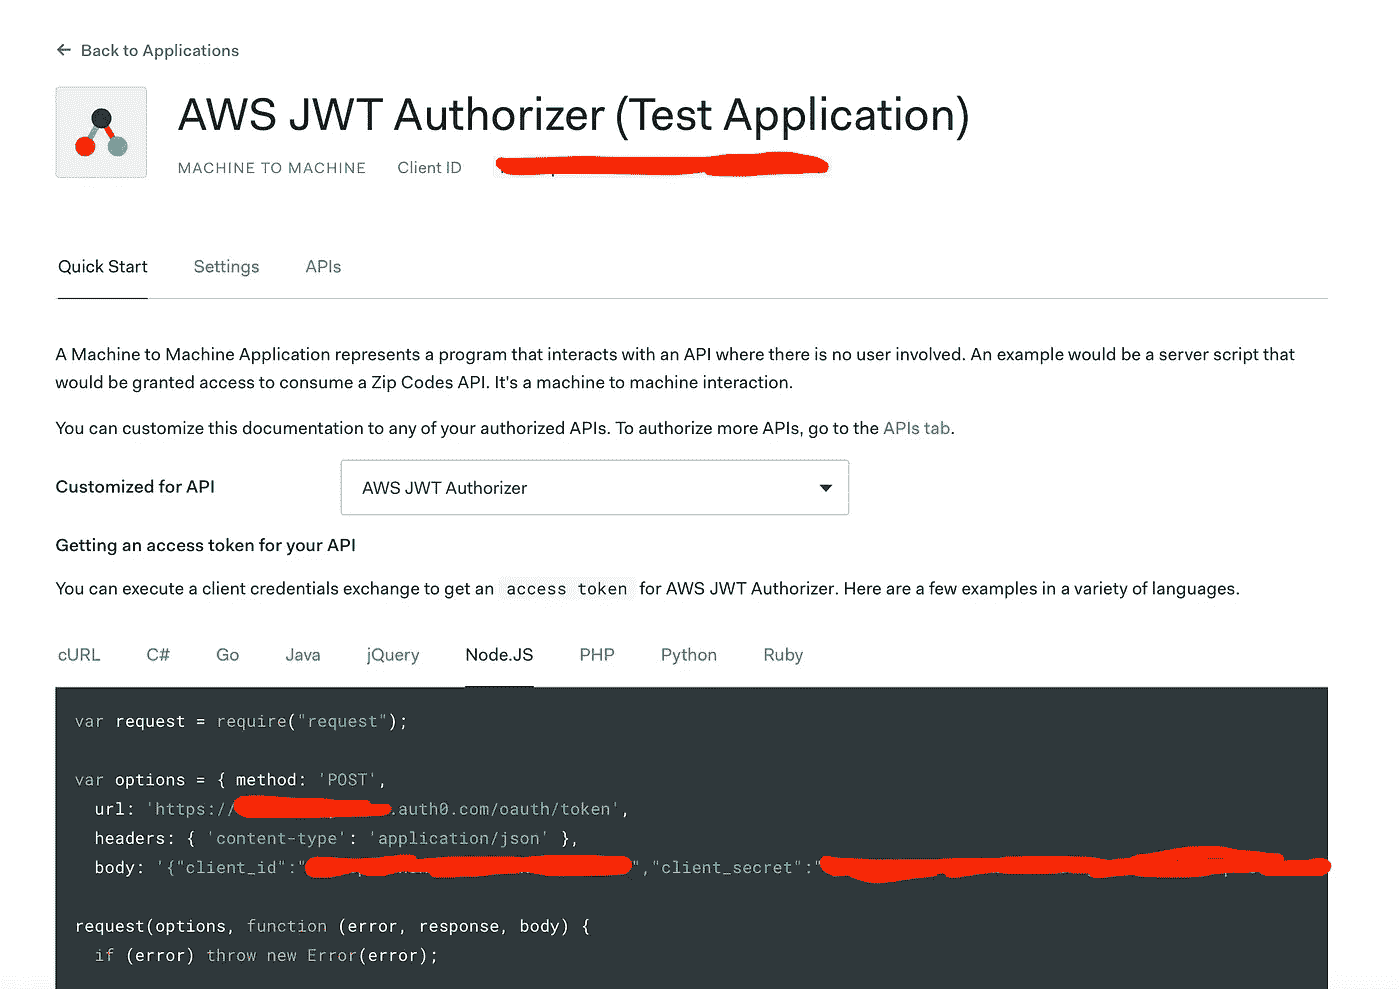 ← Back to Applications
AWS JWT Authorizer (Test Application)
MACHINE TO MACHINE Client ID
Quick Start Settings APIs
A Machine to Machine Application represents a program that interacts with an API where there is no user involved. An example would be a server script that
would be granted access to consume a Zip Codes API. It's a machine to machine interaction.
You can customize this documentation to any of your authorized APIs. To authorize more APIs, go to the APIs tab.
Customized for API AWS JWT Authorizer
Getting an access token for your API
You can execute a client credentials exchange to get an access token for AWS JWT Authorizer. Here are a few examples in a variety of languages.
cURL C# Go Java jQuery Node.JS PHP Python Ruby
var request = require("request");
var options = { method: 'POST',
url: 'https:// .auth0.com/oauth/token',
headers: { 'content-type': 'application/json' },
body: '{"client_id":" ","client_secret":"
request(options, function (error, response, body) {
if (error) throw new Error(error);